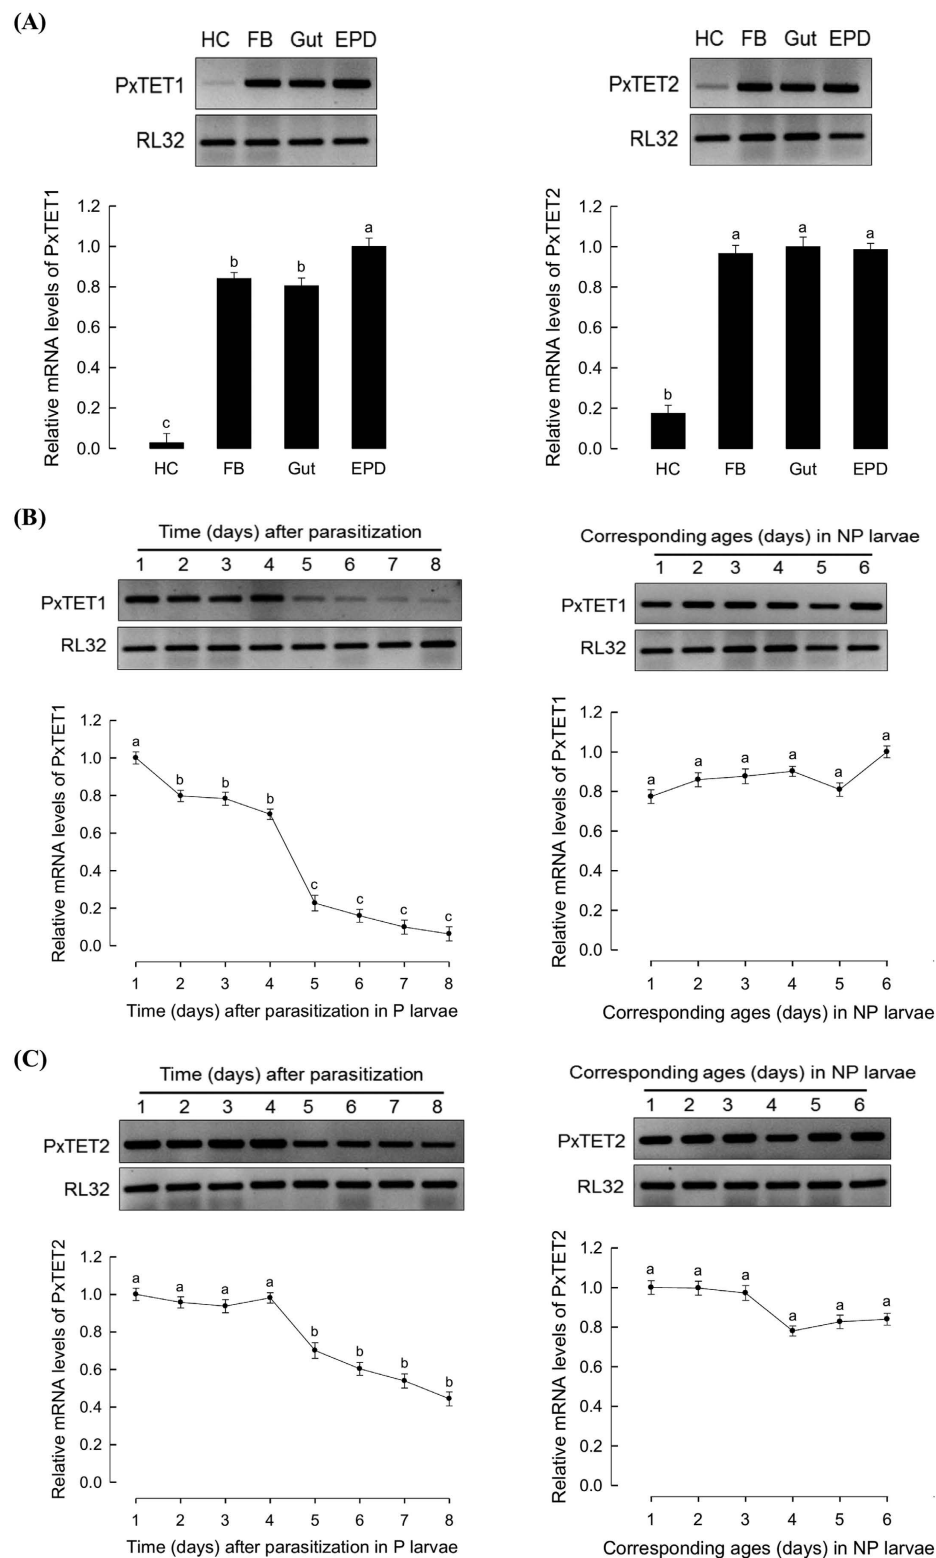 (A)
HC FB Gut EPD
PxTET1
RL32
Relative mRNA levels of PxTET1
1.2
1.0
0.8
0.6
0.4
0.2
0.0
c
b
b
a
HC FB Gut EPD
HC FB Gut EPD
PxTET2
RL32
Relative mRNA levels of PxTET2
1.2
1.0
0.8
0.6
0.4
0.2
0.0
b
a
a
a
HC FB Gut EPD
(B)
Time (days) after parasitization
1 2 3 4 5 6 7 8
PxTET1
RL32
Relative mRNA levels of PxTET1
1.2
1.0
0.8
0.6
0.4
0.2
0.0
a
b
b
b
c
c
c
c
1 2 3 4 5 6 7 8
Time (days) after parasitization in P larvae
Corresponding ages (days) in NP larvae
1 2 3 4 5 6
PxTET1
RL32
Relative mRNA levels of PxTET1
1.2
1.0
0.8
0.6
0.4
0.2
0.0
a
a
a
a
a
a
1 2 3 4 5 6
Corresponding ages (days) in NP larvae
(C)
Time (days) after parasitization
1 2 3 4 5 6 7 8
PxTET2
RL32
Relative mRNA levels of PxTET2
1.2
1.0
0.8
0.6
0.4
0.2
0.0
a
a
a
a
b
b
b
b
1 2 3 4 5 6 7 8
Time (days) after parasitization in P larvae
Corresponding ages (days) in NP larvae
1 2 3 4 5 6
PxTET2
RL32
Relative mRNA levels of PxTET2
1.2
1.0
0.8
0.6
0.4
0.2
0.0
a
a
a
a
a
a
1 2 3 4 5 6
Corresponding ages (days) in NP larvae